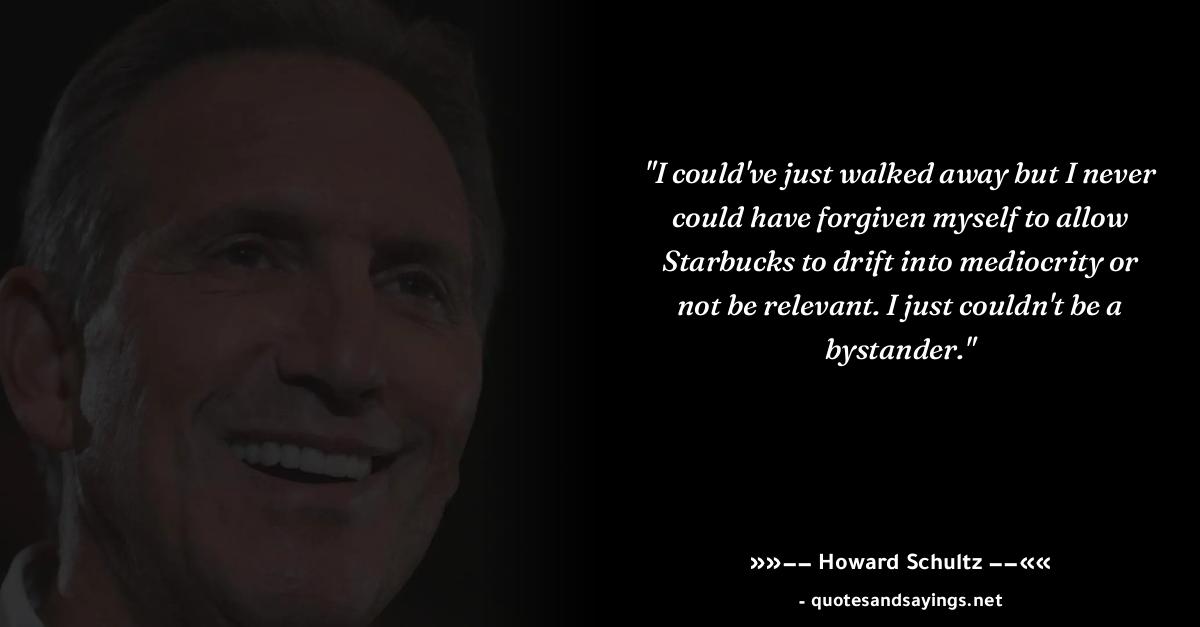 "I could've just walked away but I never
could have forgiven myself to allow
Starbucks to drift into mediocrity or
not be relevant. I just couldn't be a
bystander."
»»−− Howard Schultz −−««
- quotesandsayings.net